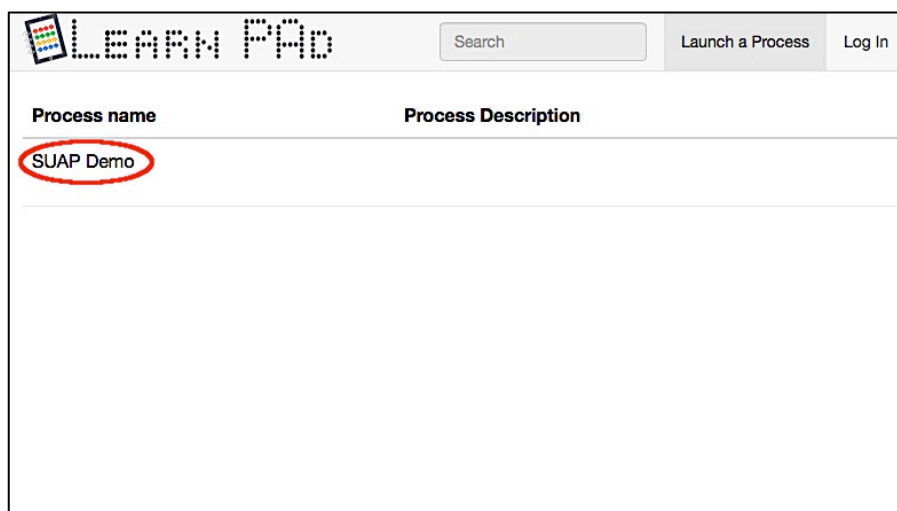 LEARN PAD
Search
Launch a Process
Log In
Process name
Process Description
SUAP Demo